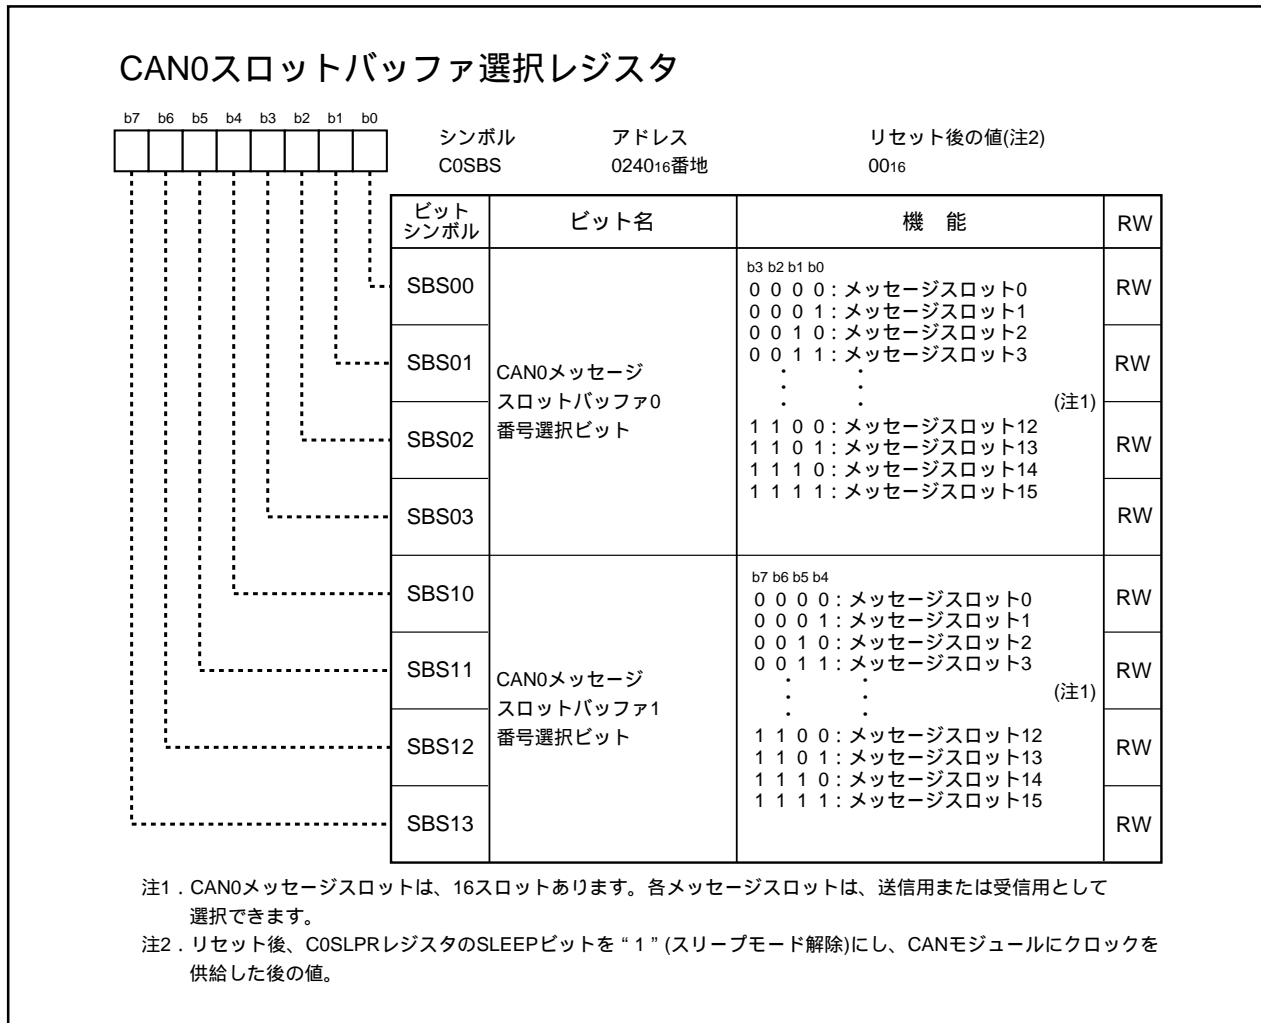 CAN0スロットバッファ選択レジスタ
b7 b6 b5 b4 b3 b2 b1 b0
シンボル アドレス リセット後の値(注2)
C0SBS 024016番地 0016
ビット
シンボル ビット名 機 能 RW
SBS00 RW
SBS01 RW
SBS02 RW
SBS03 RW
CAN0メッセージ
スロットバッファ0
番号選択ビット
b3 b2 b1 b0
0 0 0 0 : メッセージスロット0
0 0 0 1 : メッセージスロット1
0 0 1 0 : メッセージスロット2
0 0 1 1 : メッセージスロット3
・ ・
・ ・
・ ・
(注1)
1 1 0 0 : メッセージスロット12
1 1 0 1 : メッセージスロット13
1 1 1 0 : メッセージスロット14
1 1 1 1 : メッセージスロット15
SBS10 RW
SBS11 RW
SBS12 RW
SBS13 RW
CAN0メッセージ
スロットバッファ1
番号選択ビット
b7 b6 b5 b4
0 0 0 0 : メッセージスロット0
0 0 0 1 : メッセージスロット1
0 0 1 0 : メッセージスロット2
0 0 1 1 : メッセージスロット3
・ ・
・ ・
・ ・
(注1)
1 1 0 0 : メッセージスロット12
1 1 0 1 : メッセージスロット13
1 1 1 0 : メッセージスロット14
1 1 1 1 : メッセージスロット15
注1．CAN0メッセージスロットは、16スロットあります。各メッセージスロットは、送信用または受信用として
選択できます。
注2．リセット後、C0SLPRレジスタのSLEEPビットを“1”(スリープモード解除)にし、CANモジュールにクロックを
供給した後の値。